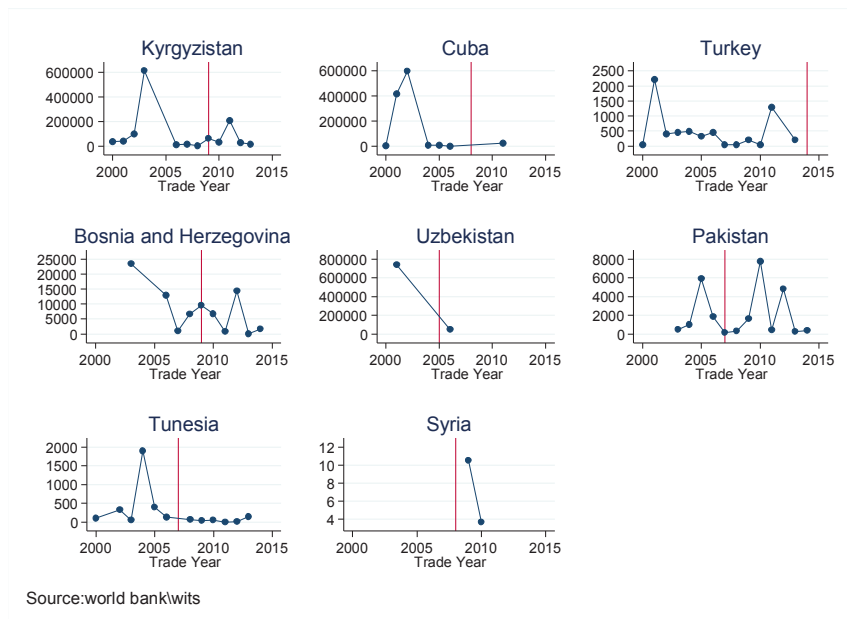 Kyrgyzistan
600000
400000
200000
0
2000 2005 2010 2015
Trade Year
Cuba
600000
400000
200000
0
2000 2005 2010 2015
Trade Year
Turkey
2500
2000
1500
1000
500
0
2000 2005 2010 2015
Trade Year
Bosnia and Herzegovina
25000
20000
15000
10000
5000
0
2000 2005 2010 2015
Trade Year
Uzbekistan
800000
600000
400000
200000
0
2000 2005 2010 2015
Trade Year
Pakistan
8000
6000
4000
2000
0
2000 2005 2010 2015
Trade Year
Tunesia
2000
1500
1000
500
0
2000 2005 2010 2015
Trade Year
Syria
12
10
8
6
4
2000 2005 2010 2015
Trade Year
Source:world bank\wits